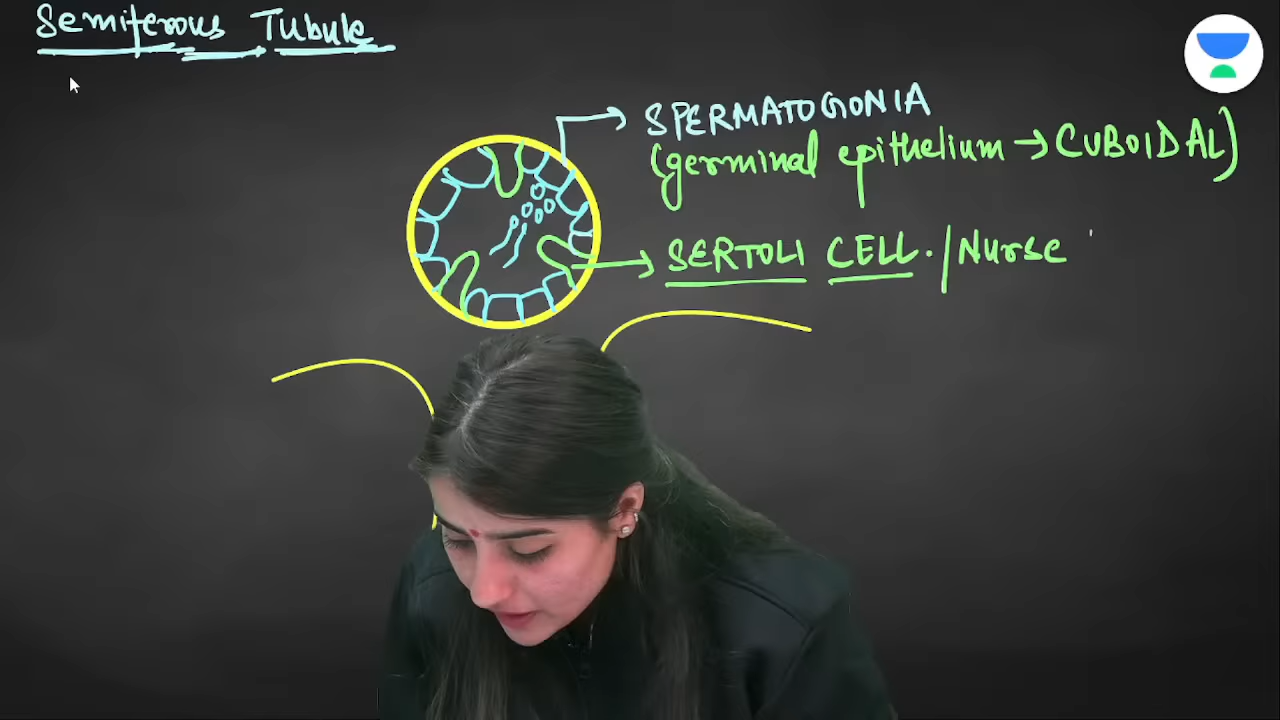 Semiferous Tubule
SPERMATOGONIA
(germinal epithelium → CUBOIDAL)
SERTOLI CELL. / Nurse